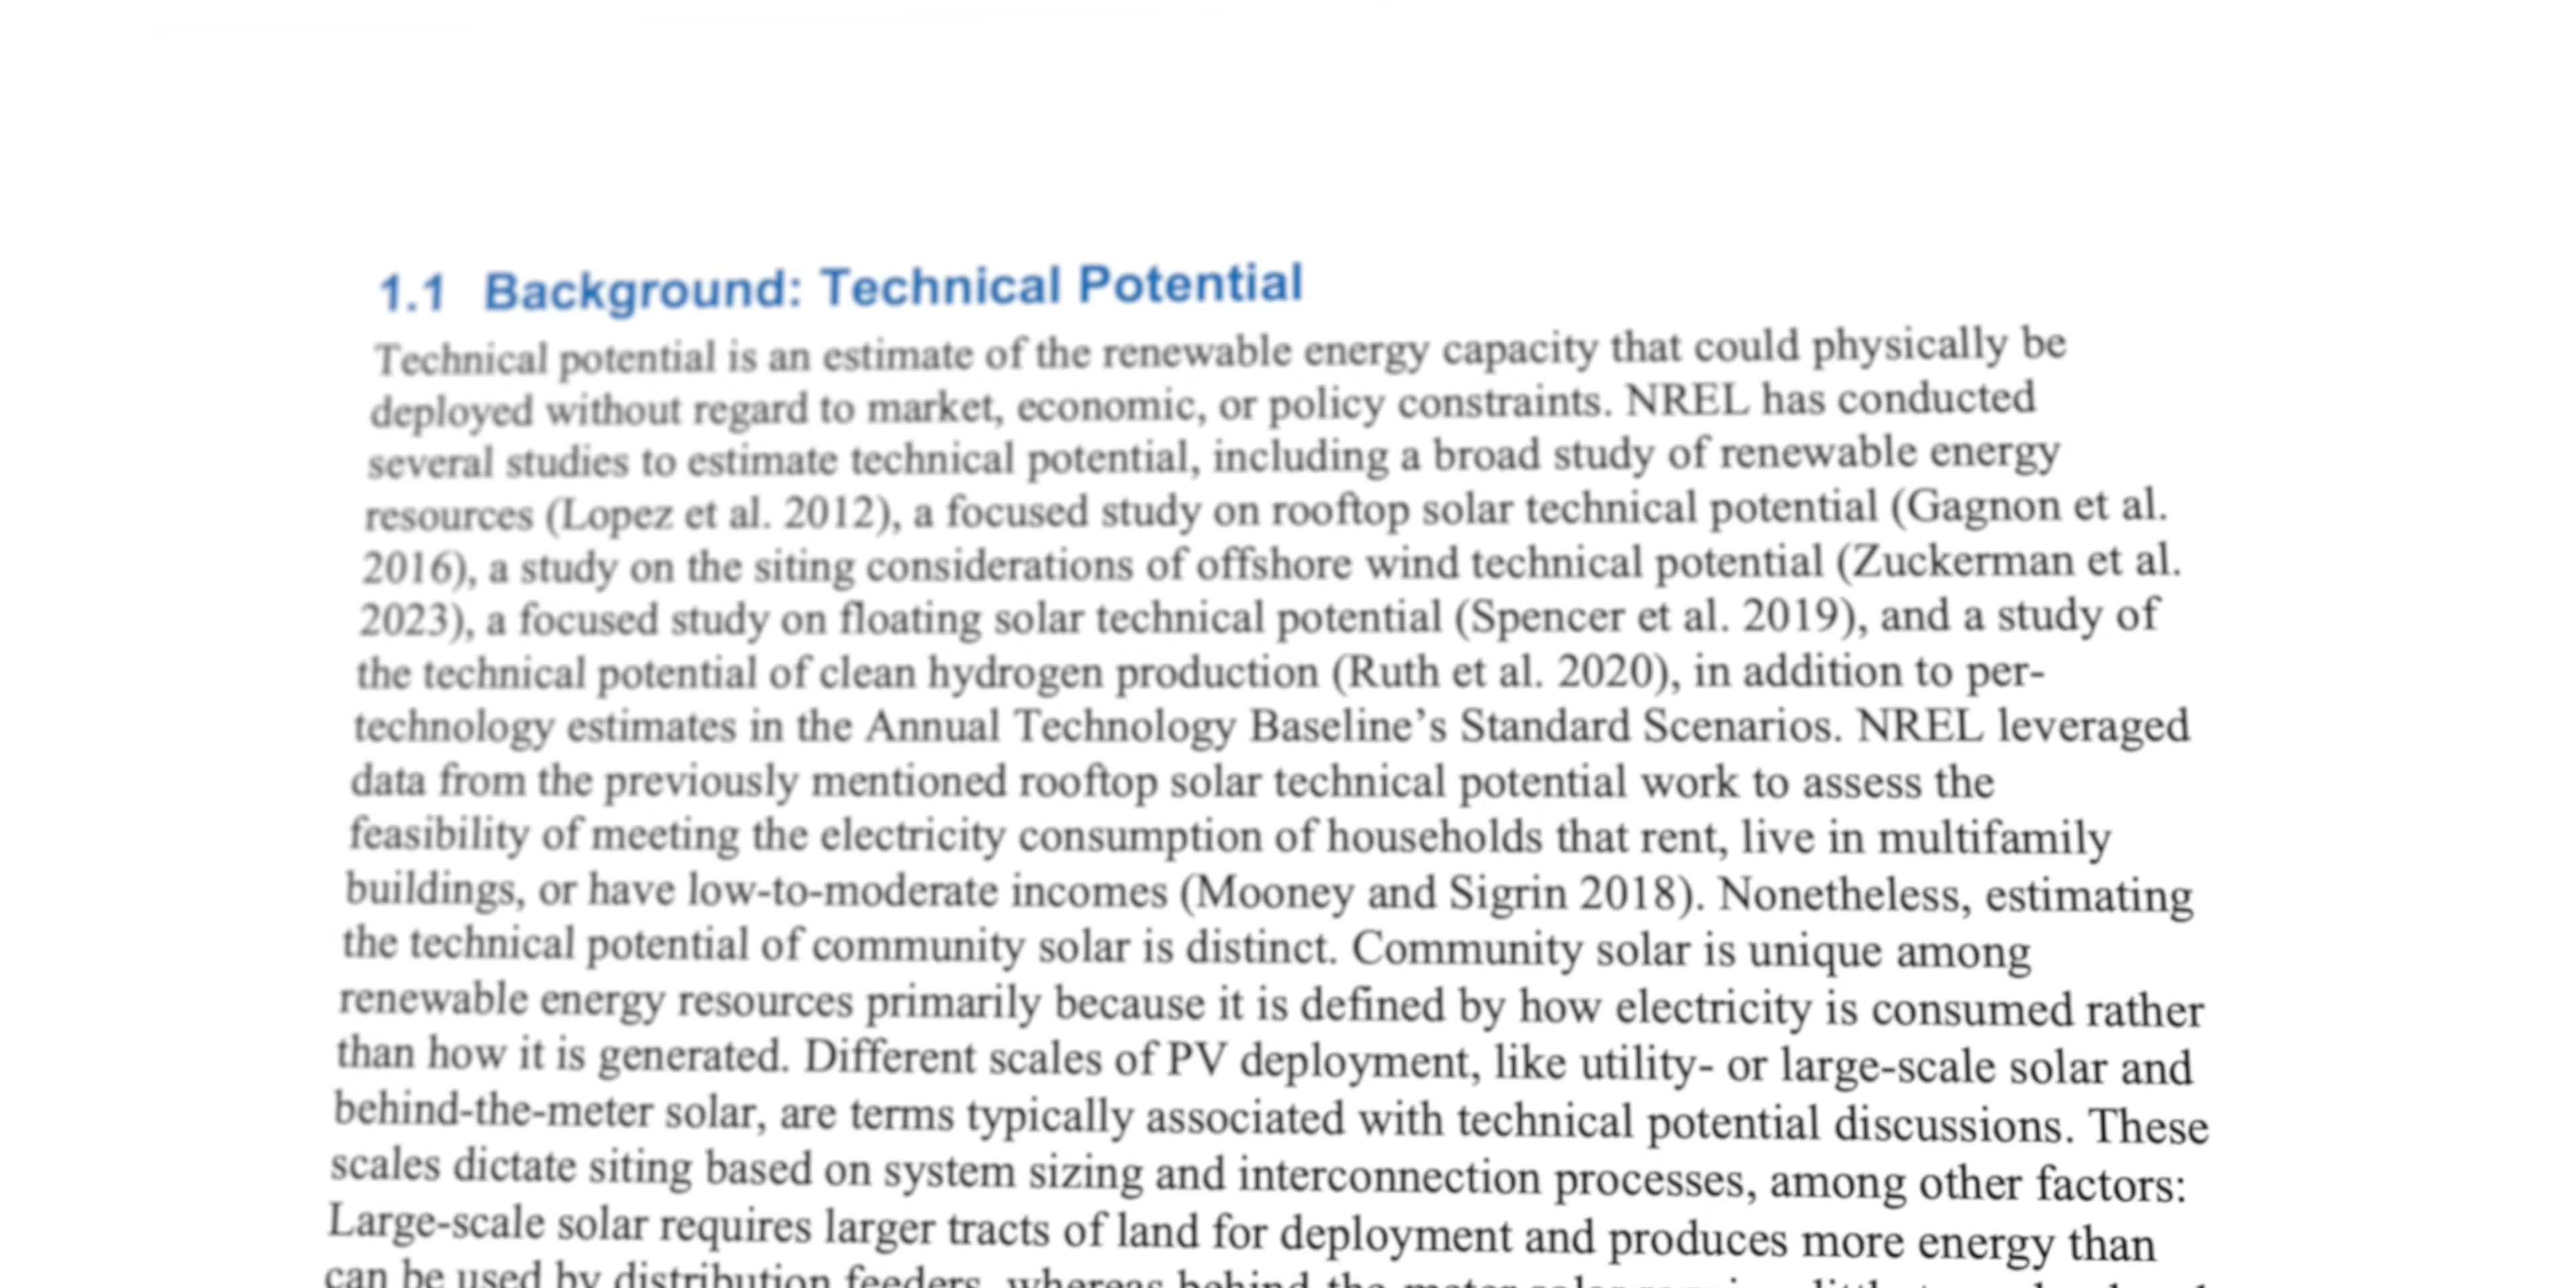 1.1 Background: Technical Potential
Technical potential is an estimate of the renewable energy capacity that could physically be
deployed without regard to market, economic, or policy constraints. NREL has conducted
several studies to estimate technical potential, including a broad study of renewable energy
resources (Lopez et al. 2012), a focused study on rooftop solar technical potential (Gagnon et al.
2016), a study on the siting considerations of offshore wind technical potential (Zuckerman et al.
2023), a focused study on floating solar technical potential (Spencer et al. 2019), and a study of
the technical potential of clean hydrogen production (Ruth et al. 2020), in addition to per-
technology estimates in the Annual Technology Baseline’s Standard Scenarios. NREL leveraged
data from the previously mentioned rooftop solar technical potential work to assess the
feasibility of meeting the electricity consumption of households that rent, live in multifamily
buildings, or have low-to-moderate incomes (Mooney and Sigrin 2018). Nonetheless, estimating
the technical potential of community solar is distinct. Community solar is unique among
renewable energy resources primarily because it is defined by how electricity is consumed rather
than how it is generated. Different scales of PV deployment, like utility- or large-scale solar and
behind-the-meter solar, are terms typically associated with technical potential discussions. These
scales dictate siting based on system sizing and interconnection processes, among other factors:
Large-scale solar requires larger tracts of land for deployment and produces more energy than
can be used by distribution feeders, whereas behind-the-meter solar